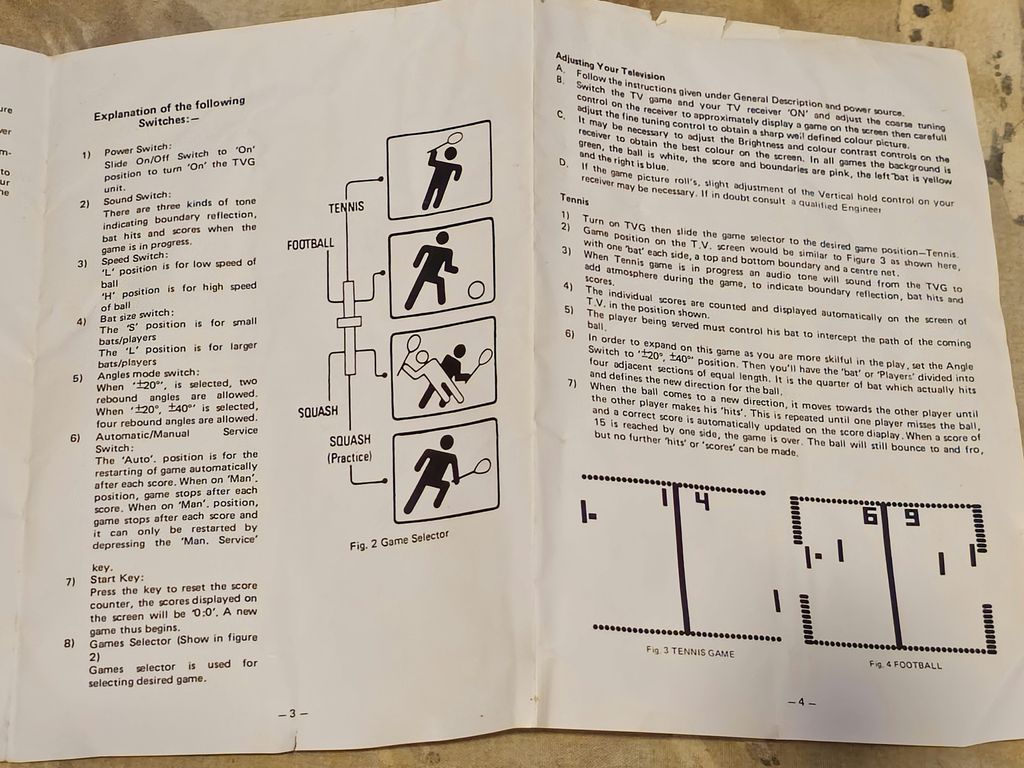 ure
ver
m-
to
ur
he
Explanation of the following
Switches:—
1) Power Switch:
Slide On/Off Switch to 'On'
position to turn 'On' the TVG
unit.
2) Sound Switch:
There are three kinds of tone
indicating boundary reflection,
bat hits and scores when the
game is in progress.
3) Speed Switch:
'L' position is for low speed of
ball
'H' position is for high speed
of ball
4) Bat size switch:
The 'S' position is for small
bats/players
The 'L' position is for larger
bats/players
5) Angles mode switch:
When '±20°', is selected, two
rebound angles are allowed.
When '±20°, ±40°' is selected,
four rebound angles are allowed.
6) Automatic/Manual Service
Switch:
The 'Auto'. position is for the
restarting of game automatically
after each score. When on 'Man'.
position, game stops after each
score. When on 'Man'. position,
game stops after each score and
it can only be restarted by
depressing the 'Man. Service'
key.
7) Start Key:
Press the key to reset the score
counter, the scores displayed on
the screen will be '0:0'. A new
game thus begins.
8) Games Selector (Show in figure
2)
Games selector is used for
selecting desired game.
TENNIS
FOOTBALL
SQUASH
SQUASH
(Practice)
Fig. 2 Game Selector
— 3 —
Adjusting Your Television
A. Follow the instructions given under General Description and power source.
B. Switch the TV game and your TV receiver 'ON' and adjust the coarse tuning
control on the receiver to approximately display a game on the screen then carefull
adjust the fine tuning control to obtain a sharp well defined colour picture.
C. It may be necessary to adjust the Brightness and colour contrast controls on the
receiver to obtain the best colour on the screen. In all games the background is
green, the ball is white, the score and boundaries are pink, the left bat is yellow
and the right is blue.
D. If the game picture roll's, slight adjustment of the Vertical hold control on your
receiver may be necessary. If in doubt consult a qualified Engineer
Tennis
1) Turn on TVG then slide the game selector to the desired game position—Tennis.
2) Game position on the T.V. screen would be similar to Figure 3 as shown here,
with one 'bat' each side, a top and bottom boundary and a centre net.
3) When Tennis game is in progress an audio tone will sound from the TVG to
add atmosphere during the game, to indicate boundary reflection, bat hits and
scores.
4) The individual scores are counted and displayed automatically on the screen of
T.V. in the position shown.
5) The player being served must control his bat to intercept the path of the coming
ball.
6) In order to expand on this game as you are more skilful in the play, set the Angle
Switch to '±20°, ±40°' position. Then you'll have the 'bat' or 'Players' divided into
four adjacent sections of equal length. It is the quarter of bat which actually hits
and defines the new direction for the ball.
7) When the ball comes to a new direction, it moves towards the other player until
the other player makes his 'hits'. This is repeated until one player misses the ball,
and a correct score is automatically updated on the score diaplay. When a score of
15 is reached by one side, the game is over. The ball will still bounce to and fro,
but no further 'hits' or 'scores' can be made.
1 4
6 9
Fig. 3 TENNIS GAME
Fig. 4 FOOTBALL
— 4 —